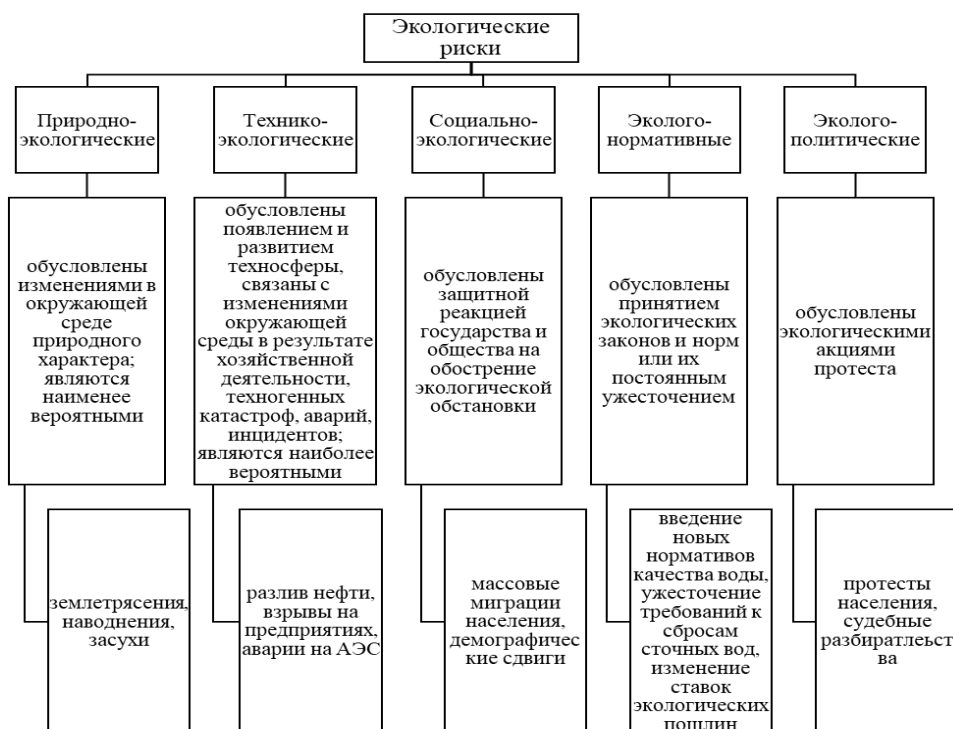 Экологические
риски
Природно-
экологические
Технико-
экологические
Социально-
экологические
Эколого-
нормативные
Эколого-
политические
обусловлены
изменениями в
окружающей
среде
природного
характера;
являются
наименее
вероятными
обусловлены
появлением и
развитием
техносферы,
связаны с
изменениями
окружающей
среды в результате
хозяйственной
деятельности,
техногенных
катастроф, аварий,
инцидентов;
являются наиболее
вероятными
обусловлены
защитной
реакцией
государства и
общества на
обострение
экологической
обстановки
обусловлены
принятием
экологических
законов и норм
или их
постоянным
ужесточением
обусловлены
экологическими
акциями
протеста
землетрясения,
наводнения,
засухи
разлив нефти,
взрывы на
предприятиях,
аварии на АЭС
массовые
миграции
населения,
демографичес
кие сдвиги
введение
новых
нормативов
качества воды,
ужесточение
требований к
сбросам
сточных вод,
изменение
ставок
экологических
пошлин
протесты
населения,
судебные
разбиратлеьст
ва